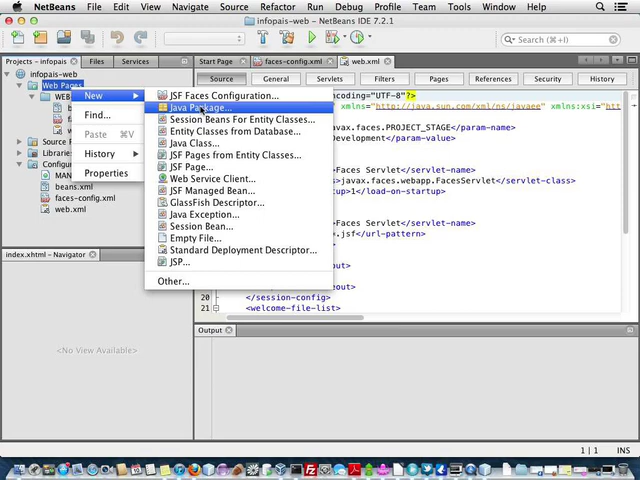 NetBeans File Edit View Navigate Source Refactor Run Debug Profile Team Tools Window Help
infopais-web - NetBeans IDE 7.2.1
Search (⌘+I)
Projects - infopais Files Services
Start Page faces-config.xml web.xml
Source General Servlets Filters Pages References Security History
infopais-web
Web Pages
WEB
Source
Libraries
Configu
MAN
beans.xml
faces-config.xml
web.xml
New
Find...
Paste ⌘V
History
Properties
JSF Faces Configuration...
Java Package...
Session Beans For Entity Classes...
Entity Classes from Database...
Java Class...
JSF Pages from Entity Classes...
JSF Page...
Web Service Client...
JSF Managed Bean...
GlassFish Descriptor...
Java Exception...
Session Bean...
Empty File...
Standard Deployment Descriptor...
JSP...
Other...
ncoding="UTF-8"?>
xmlns="http://java.sun.com/xml/ns/javaee" xmlns:xsi="htt
avax.faces.PROJECT_STAGE</param-name>
elopment</param-value>
Faces Servlet</servlet-name>
>javax.faces.webapp.FacesServlet</servlet-class>
tup>1</load-on-startup>
Faces Servlet</servlet-name>
.jsf</url-pattern>
eout>
out>
20 </session-config>
21 <welcome-file-list>
index.xhtml - Navigator
<No View Available>
Output
1 | 1 INS